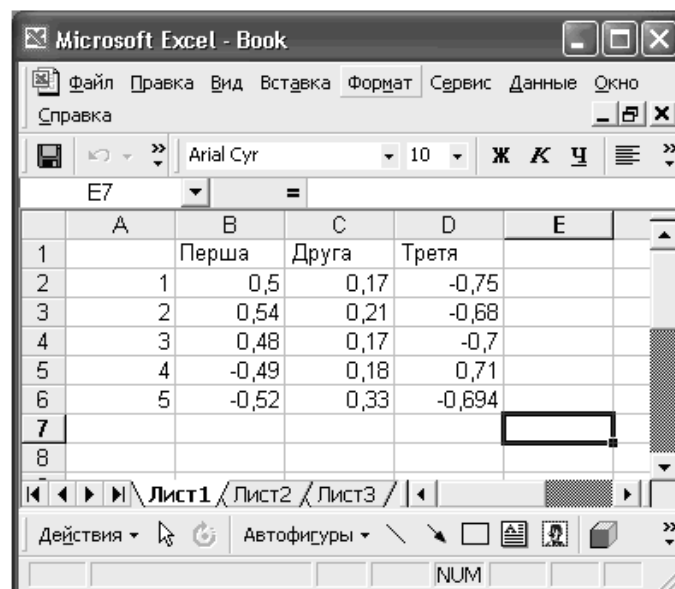 Microsoft Excel - Book
Файл Правка Вид Вставка Формат Сервис Данные Окно
Справка
Arial Cyr 10 Ж К Ч
E7 =
A B C D E
1 Перша Друга Третя
2 1 0,5 0,17 -0,75
3 2 0,54 0,21 -0,68
4 3 0,48 0,17 -0,7
5 4 -0,49 0,18 0,71
6 5 -0,52 0,33 -0,694
7
8
Лист1 Лист2 Лист3
Действия Автофигуры
NUM